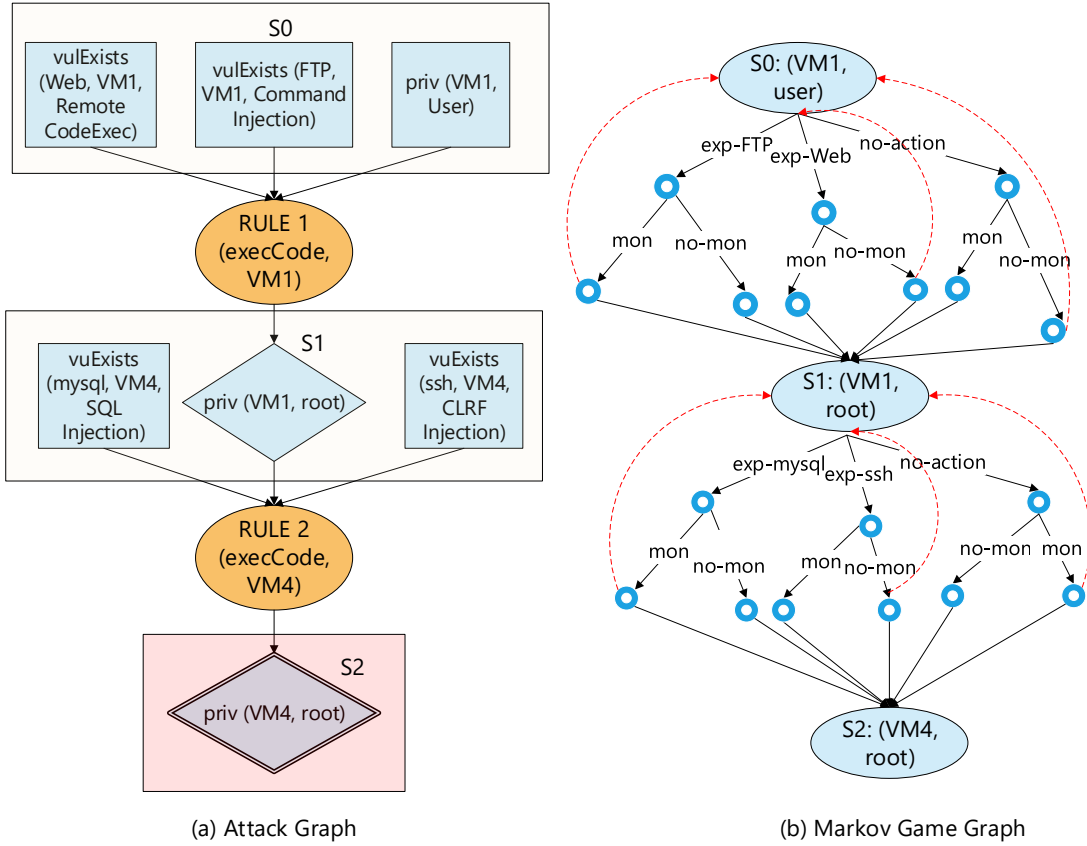 S0
vulExists
(Web, VM1,
Remote
CodeExec)
vulExists (FTP,
VM1, Command
Injection)
priv (VM1,
User)
RULE 1
(execCode,
VM1)
S1
vuExists
(mysql, VM4,
SQL
Injection)
priv (VM1, root)
vuExists
(ssh, VM4,
CLRF
Injection)
RULE 2
(execCode,
VM4)
S2
priv (VM4, root)
(a) Attack Graph
S0: (VM1,
user)
exp-FTP
exp-Web
no-action
mon
no-mon
mon
no-mon
mon
no-mon
S1: (VM1,
root)
exp-mysql
exp-ssh
no-action
mon
no-mon
mon
no-mon
no-mon
mon
S2: (VM4,
root)
(b) Markov Game Graph